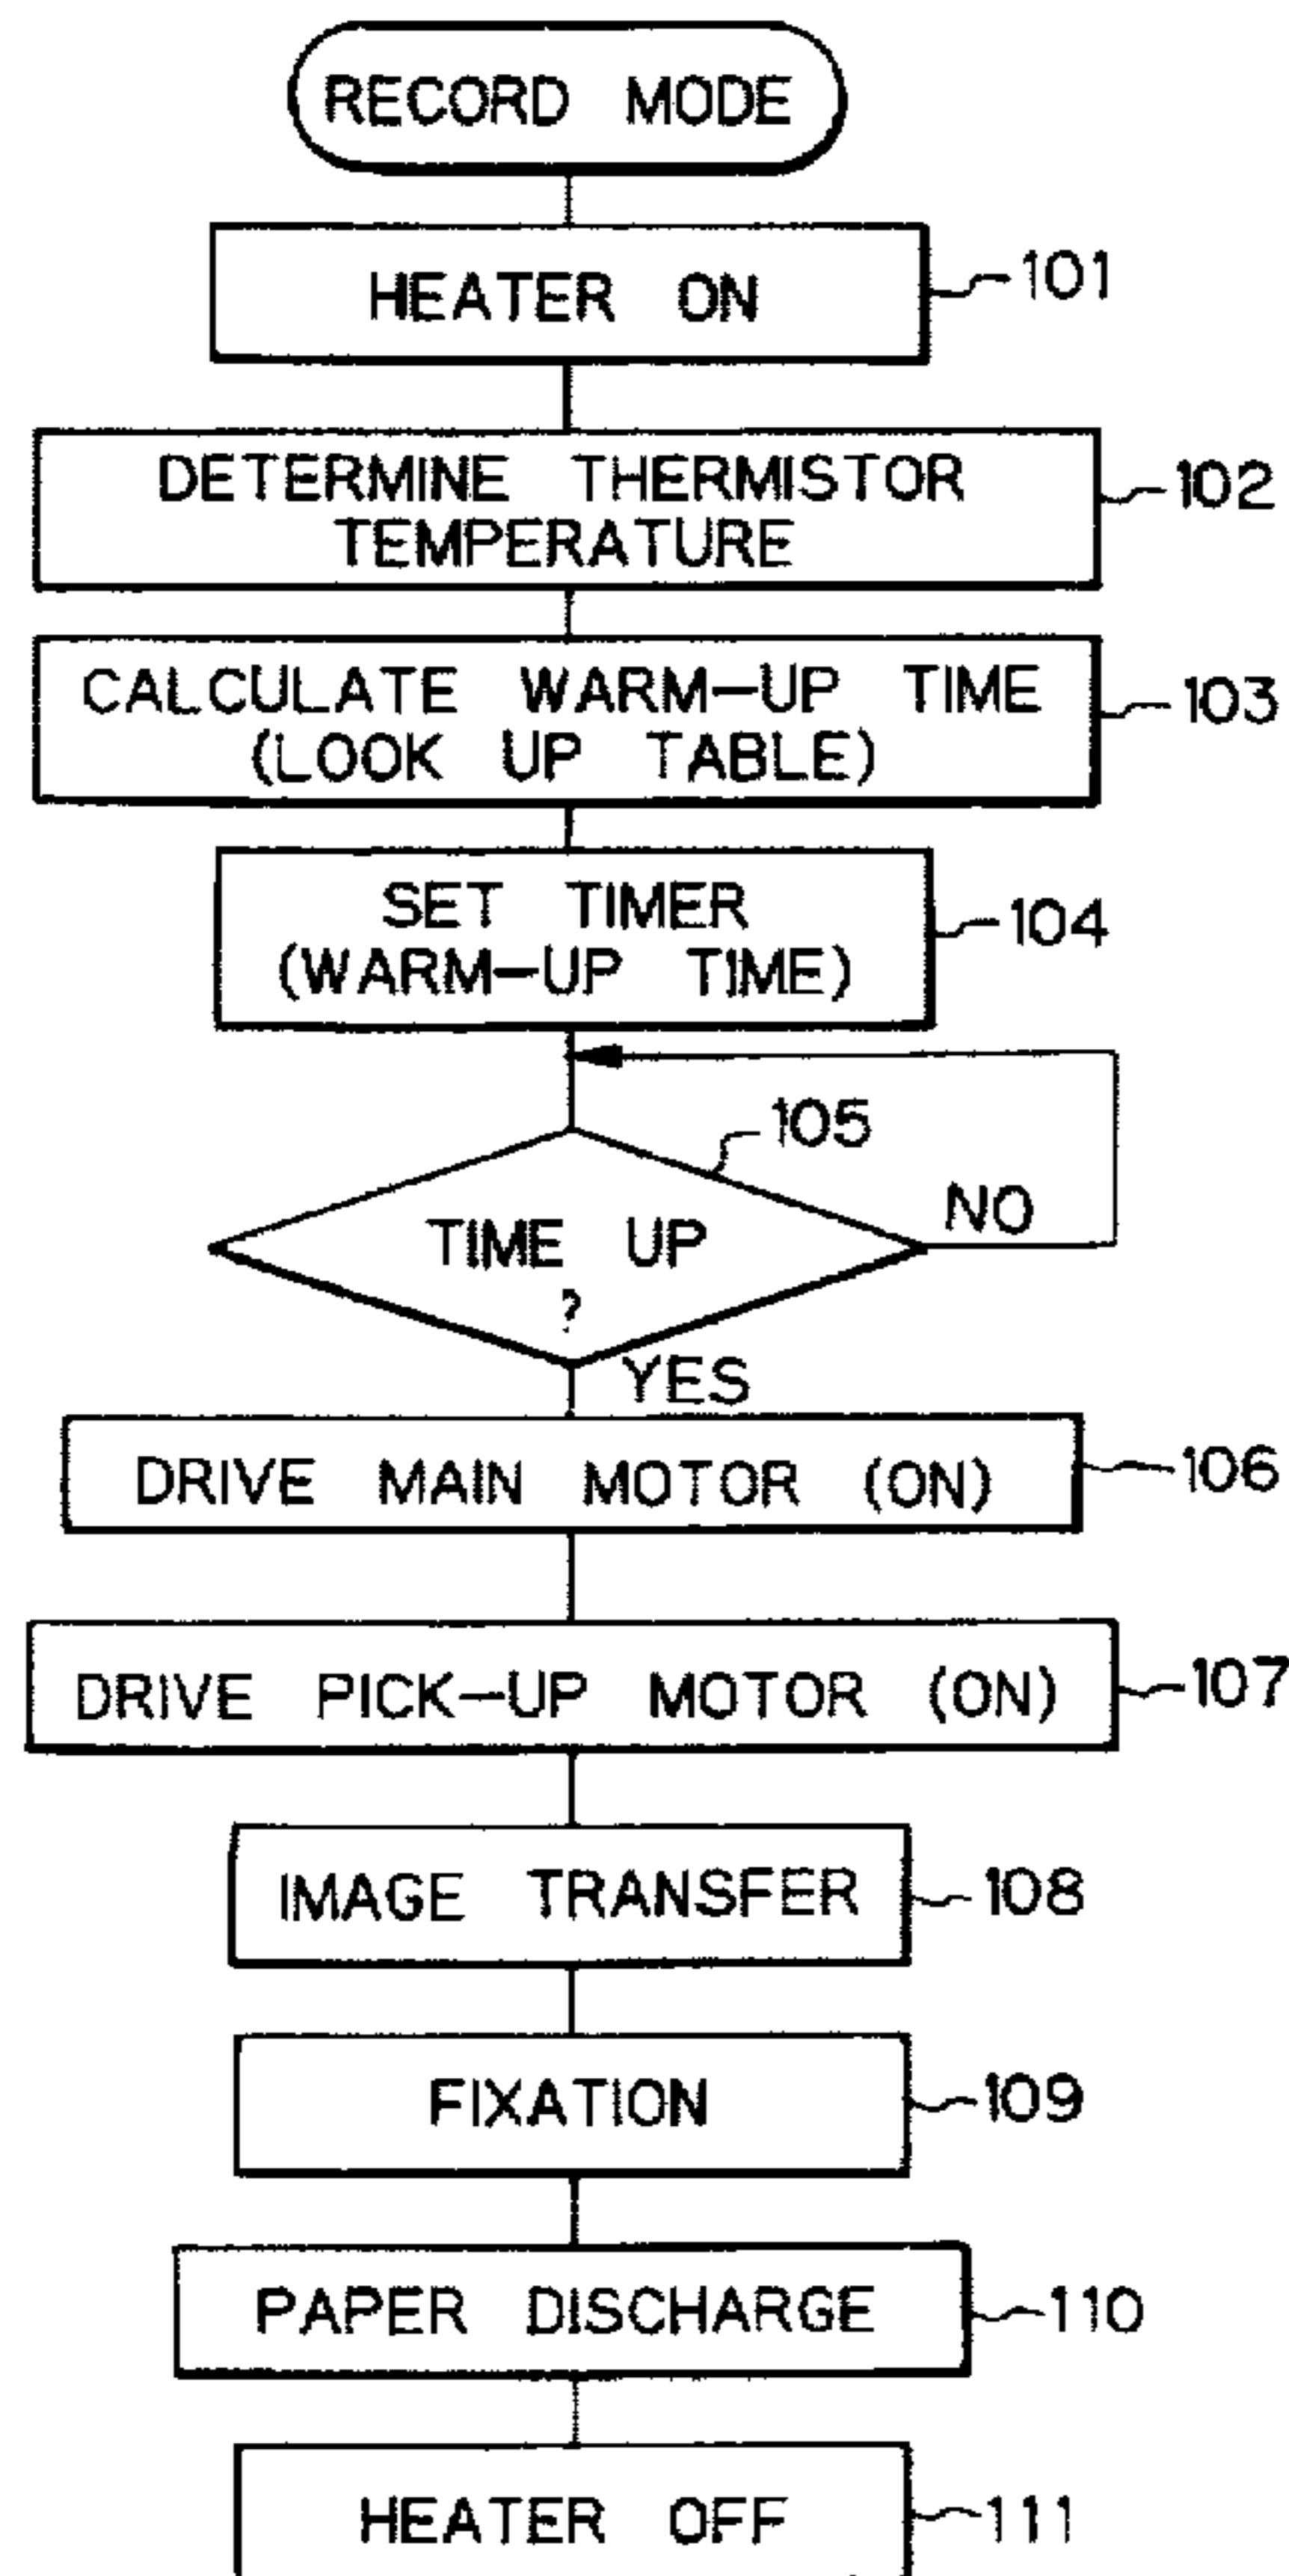 RECORD MODE
HEATER ON
101
DETERMINE THERMISTOR
TEMPERATURE
102
CALCULATE WARM-UP TIME
(LOOK UP TABLE)
103
SET TIMER
(WARM-UP TIME)
104
105
TIME UP
?
NO
YES
DRIVE MAIN MOTOR (ON)
106
DRIVE PICK-UP MOTOR (ON)
107
IMAGE TRANSFER
108
FIXATION
109
PAPER DISCHARGE
110
HEATER OFF
111